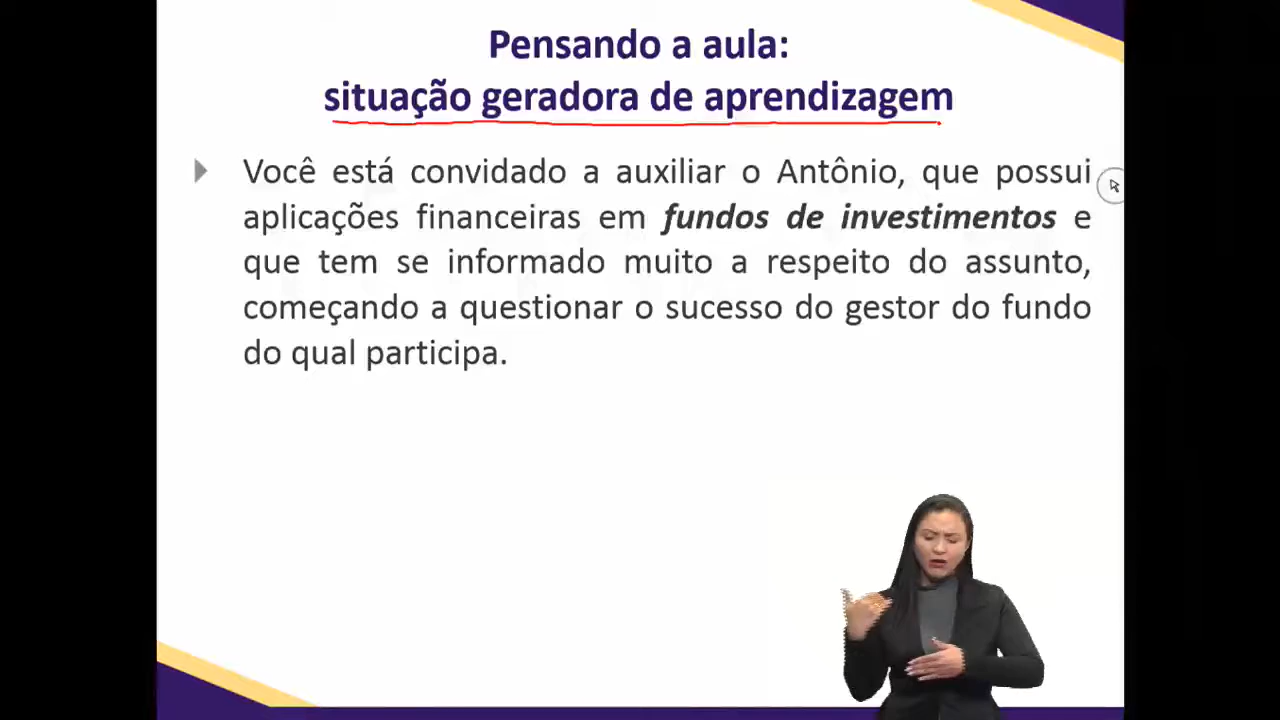 Pensando a aula:
situação geradora de aprendizagem
Você está convidado a auxiliar o Antônio, que possui
aplicações financeiras em fundos de investimentos e
que tem se informado muito a respeito do assunto,
começando a questionar o sucesso do gestor do fundo
do qual participa.